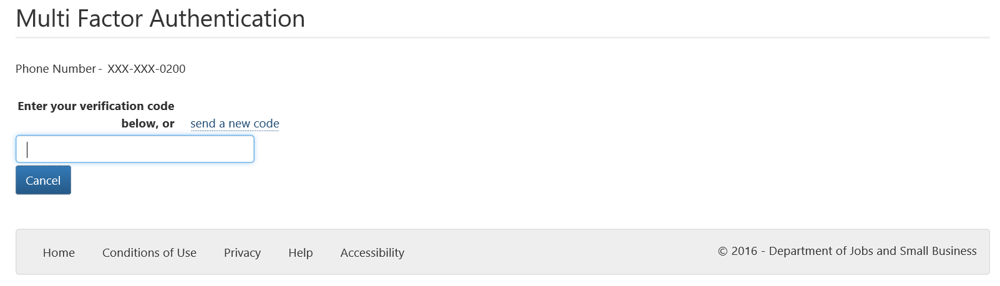 Multi Factor Authentication
Phone Number - XXX-XXX-0200
Enter your verification code
below, or send a new code
Cancel
Home Conditions of Use Privacy Help Accessibility © 2016 - Department of Jobs and Small Business